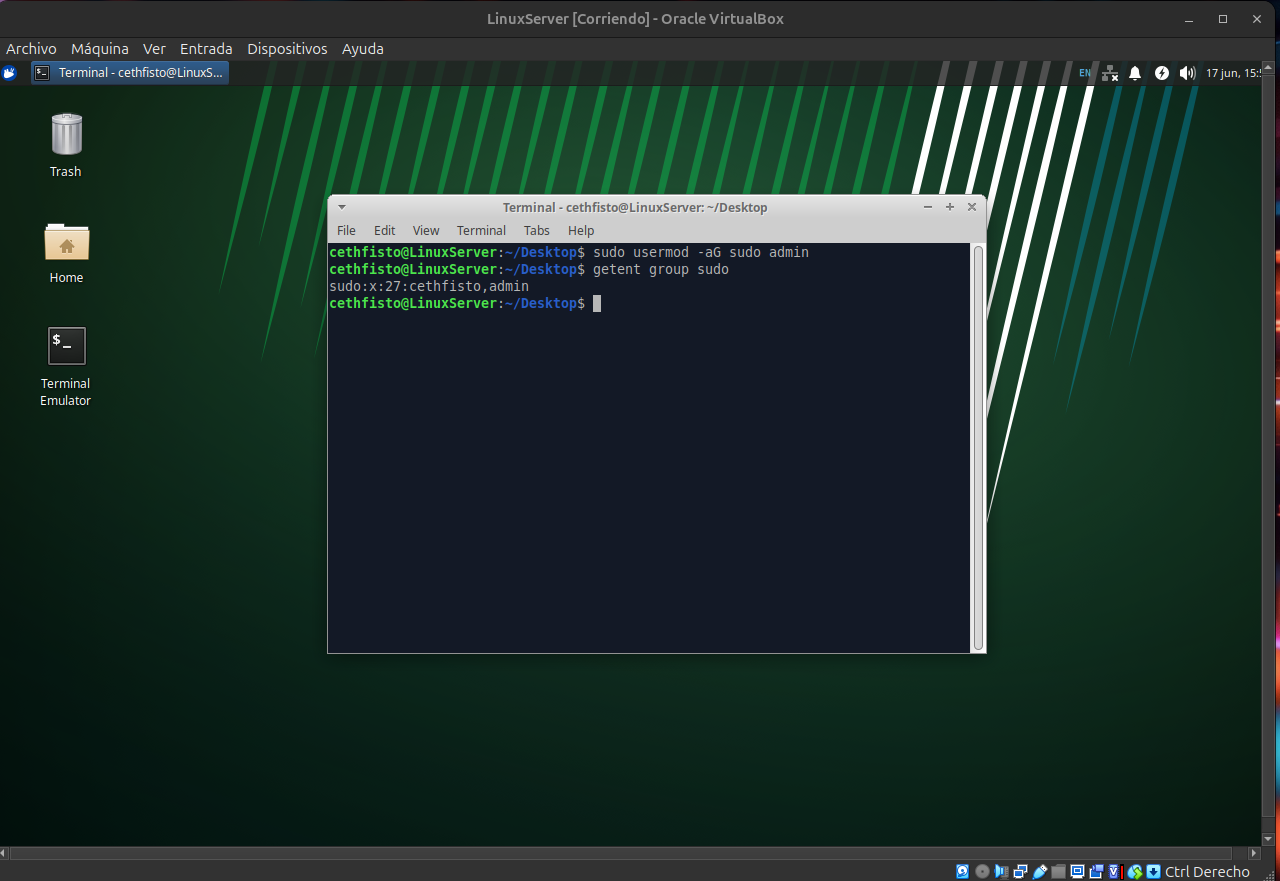 LinuxServer [Corriendo] - Oracle VirtualBox
Archivo Máquina Ver Entrada Dispositivos Ayuda
Terminal - cethfisto@LinuxS...
EN
17 jun, 15:
Trash
Home
Terminal
Emulator
Terminal - cethfisto@LinuxServer: ~/Desktop
File Edit View Terminal Tabs Help
cethfisto@LinuxServer:~/Desktop$ sudo usermod -aG sudo admin
cethfisto@LinuxServer:~/Desktop$ getent group sudo
sudo:x:27:cethfisto,admin
cethfisto@LinuxServer:~/Desktop$
Ctrl Derecho